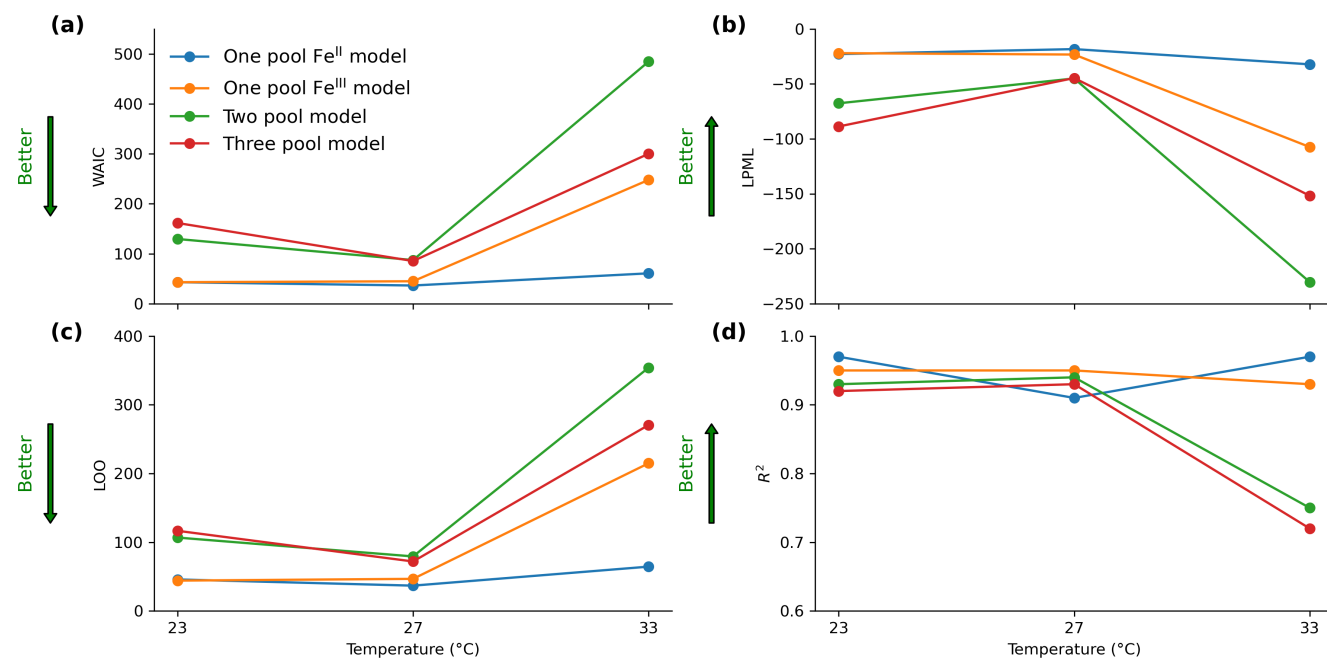 (a)
500
400
300
200
100
0
WAIC
Better
One pool Fe^II model
One pool Fe^III model
Two pool model
Three pool model
(b)
0
−50
−100
−150
−200
−250
LPML
Better
(c)
400
300
200
100
0
LOO
Better
23 27 33
Temperature (°C)
(d)
1.0
0.9
0.8
0.7
0.6
R²
Better
23 27 33
Temperature (°C)